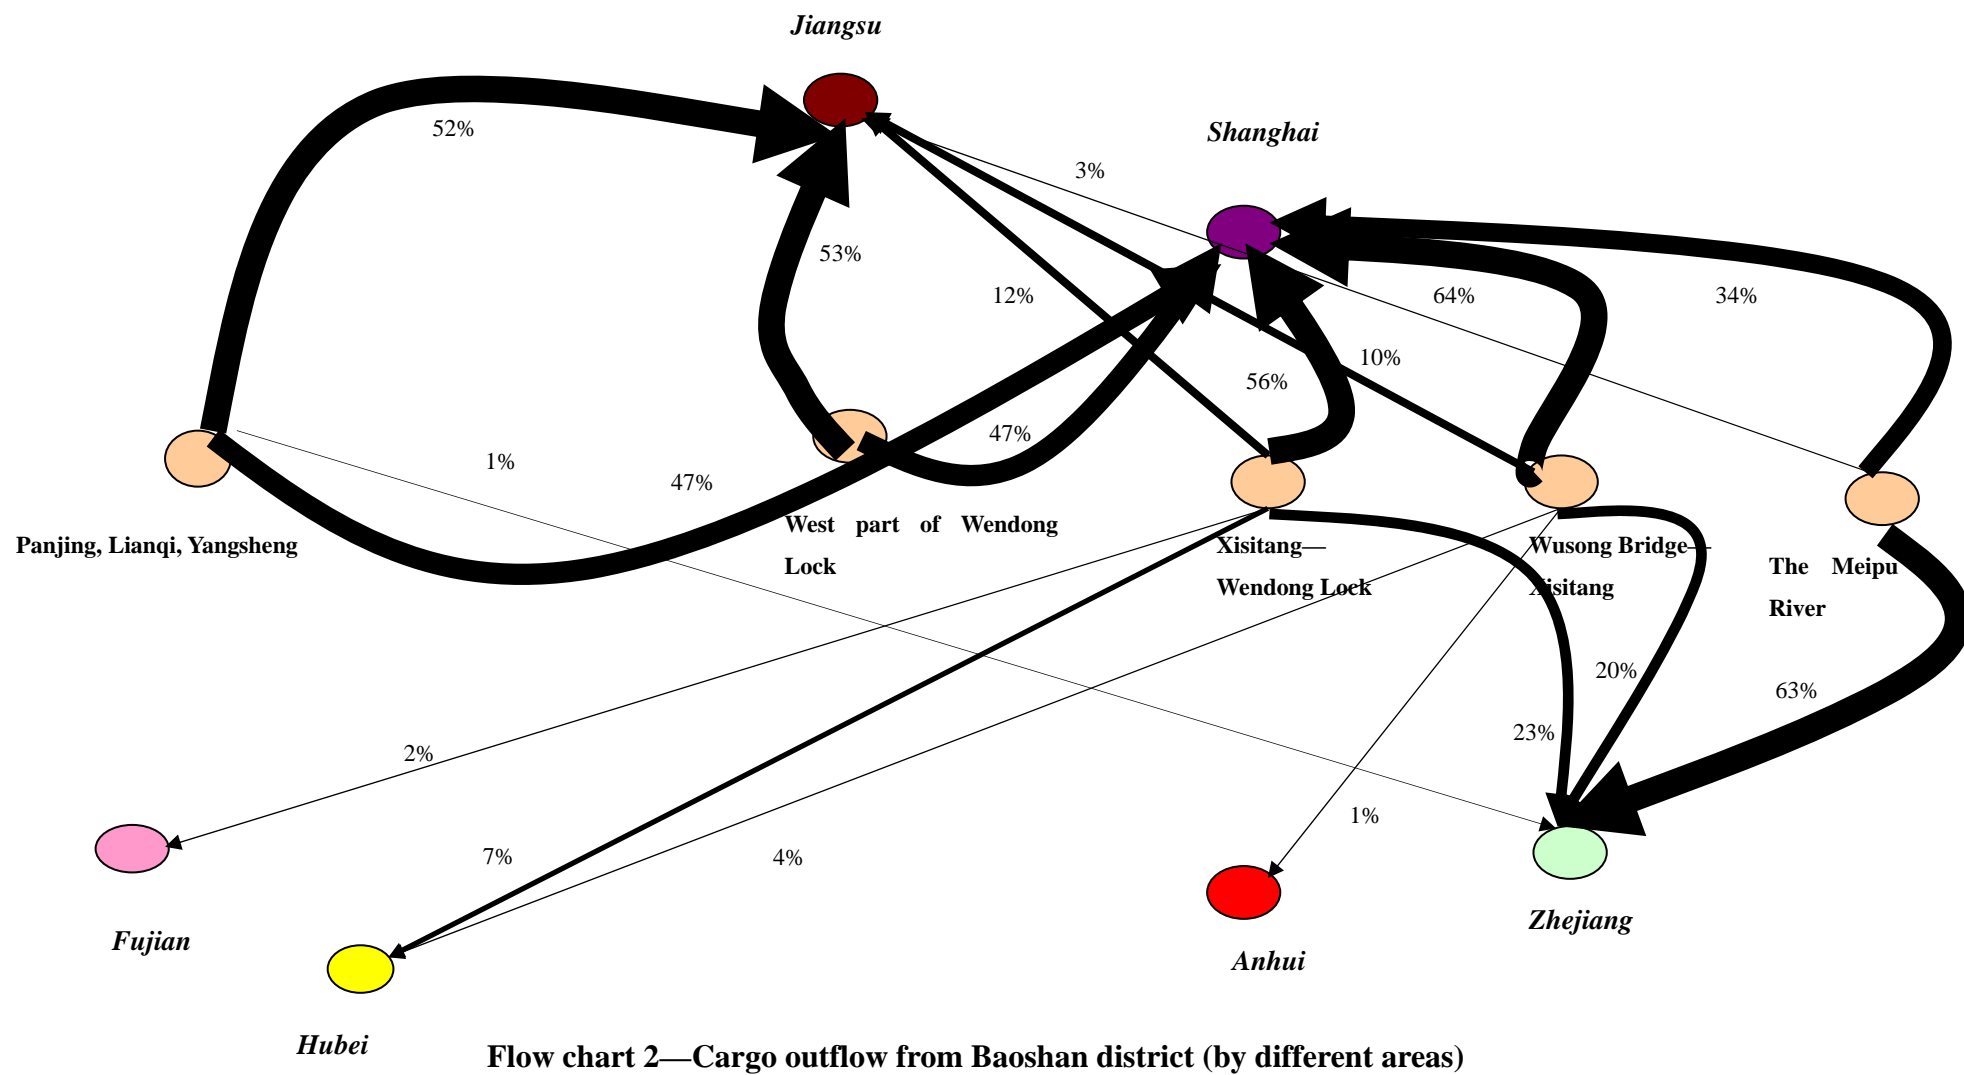 Jiangsu
52%
Shanghai
3%
53%
12%
64%
34%
10%
56%
47%
1%
47%
West part of Wendong
Lock
Panjing, Lianqi, Yangsheng
Xisitang—
Wendong Lock
Wusong Bridge—
Xisitang
The Meipu
River
20%
63%
23%
2%
1%
7%
4%
Fujian
Zhejiang
Anhui
Hubei
Flow chart 2—Cargo outflow from Baoshan district (by different areas)